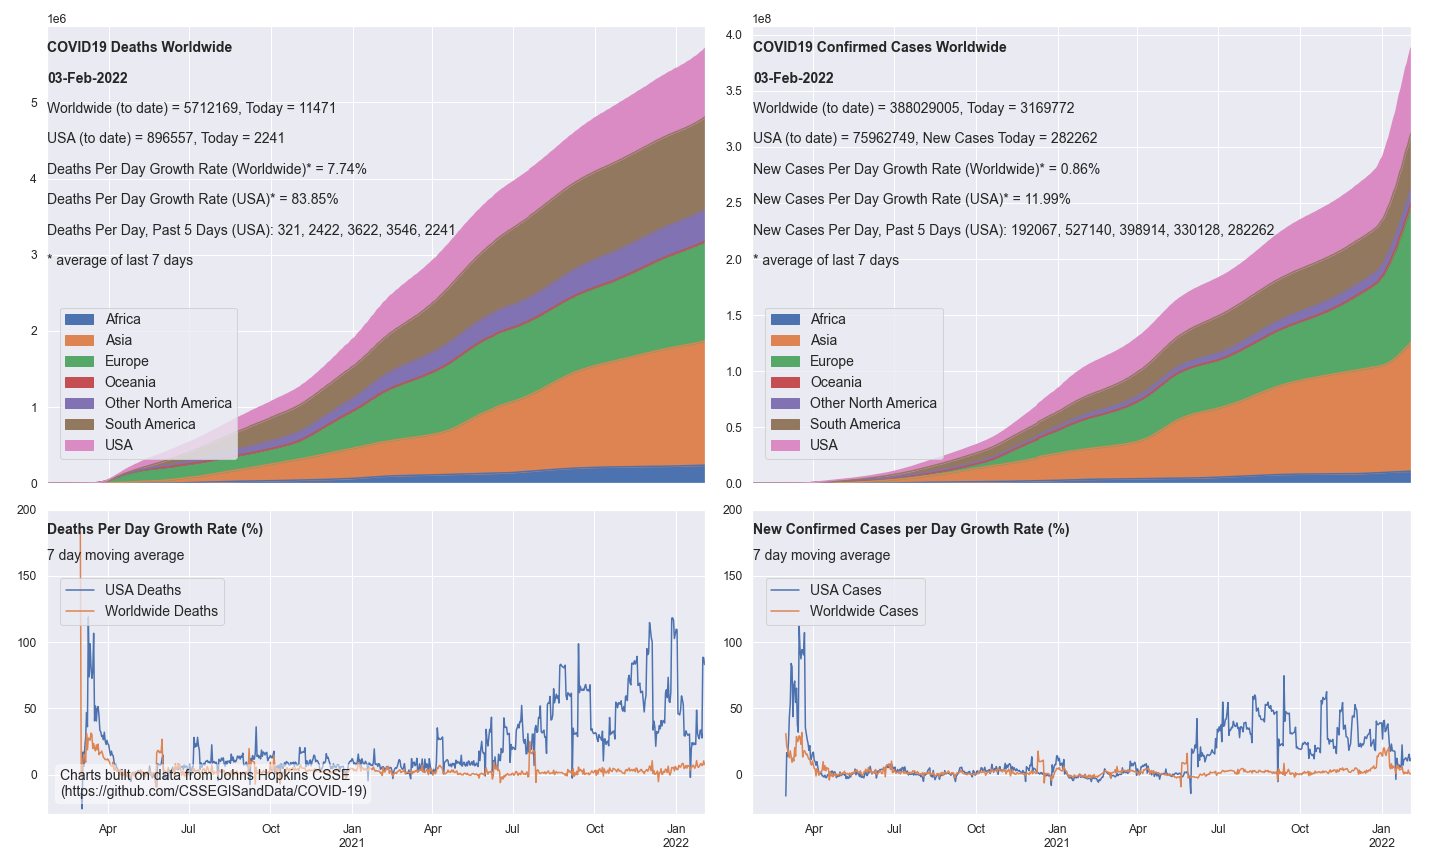 1e6
COVID19 Deaths Worldwide
03-Feb-2022
Worldwide (to date) = 5712169, Today = 11471
USA (to date) = 896557, Today = 2241
Deaths Per Day Growth Rate (Worldwide)* = 7.74%
Deaths Per Day Growth Rate (USA)* = 83.85%
Deaths Per Day, Past 5 Days (USA): 321, 2422, 3622, 3546, 2241
* average of last 7 days
Africa
Asia
Europe
Oceania
Other North America
South America
USA
5
4
3
2
1
0
1e8
COVID19 Confirmed Cases Worldwide
03-Feb-2022
Worldwide (to date) = 388029005, Today = 3169772
USA (to date) = 75962749, New Cases Today = 282262
New Cases Per Day Growth Rate (Worldwide)* = 0.86%
New Cases Per Day Growth Rate (USA)* = 11.99%
New Cases Per Day, Past 5 Days (USA): 192067, 527140, 398914, 330128, 282262
* average of last 7 days
Africa
Asia
Europe
Oceania
Other North America
South America
USA
4.0
3.5
3.0
2.5
2.0
1.5
1.0
0.5
0.0
Deaths Per Day Growth Rate (%)
7 day moving average
USA Deaths
Worldwide Deaths
200
150
100
50
0
Charts built on data from Johns Hopkins CSSE
(https://github.com/CSSEGISandData/COVID-19)
Apr Jul Oct Jan Apr Jul Oct Jan
2021 2022
New Confirmed Cases per Day Growth Rate (%)
7 day moving average
USA Cases
Worldwide Cases
200
150
100
50
0
Apr Jul Oct Jan Apr Jul Oct Jan
2021 2022